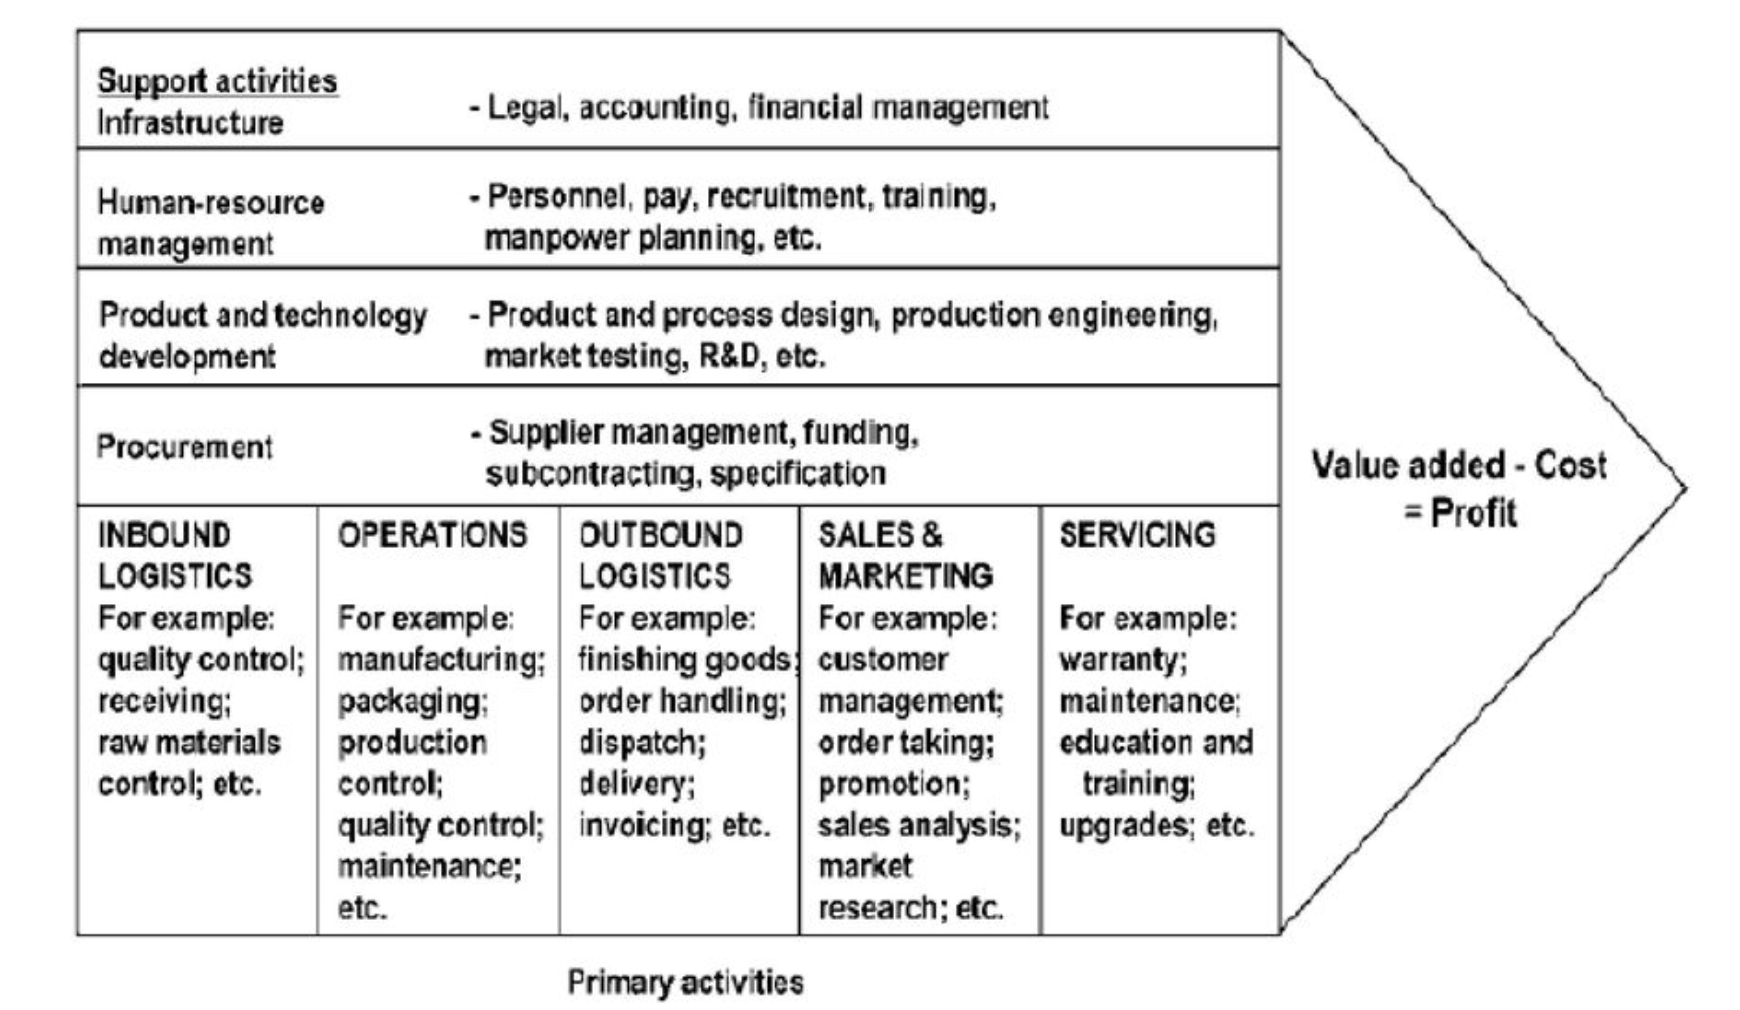 Support activities
Infrastructure
- Legal, accounting, financial management
Human-resource
management
- Personnel, pay, recruitment, training,
manpower planning, etc.
Product and technology
development
- Product and process design, production engineering,
market testing, R&D, etc.
Procurement
- Supplier management, funding,
subcontracting, specification
INBOUND
LOGISTICS
For example:
quality control;
receiving;
raw materials
control; etc.
OPERATIONS
For example:
manufacturing;
packaging;
production
control;
quality control;
maintenance;
etc.
OUTBOUND
LOGISTICS
For example:
finishing goods;
order handling;
dispatch;
delivery;
invoicing; etc.
SALES &
MARKETING
For example:
customer
management;
order taking;
promotion;
sales analysis;
market
research; etc.
SERVICING
For example:
warranty;
maintenance;
education and
training;
upgrades; etc.
Value added - Cost
= Profit
Primary activities